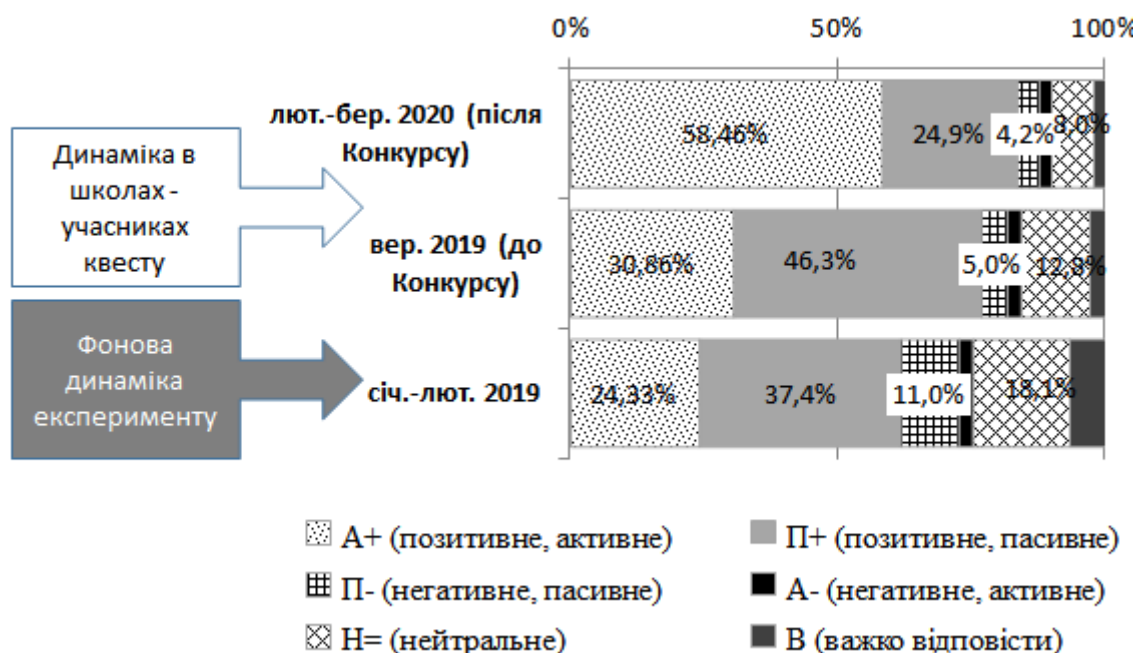 0%
50%
100%
Динаміка в
школах -
учасниках
квесту
Фонова
динаміка
експерименту
лют.-бер. 2020 (після
Конкурсу)
58,46%
24,9%
4,2%
8,0%
вер. 2019 (до
Конкурсу)
30,86%
46,3%
5,0%
12,8%
січ.-лют. 2019
24,33%
37,4%
11,0%
18,1%
А+ (позитивне, активне)
П+ (позитивне, пасивне)
П- (негативне, пасивне)
А- (негативне, активне)
Н= (нейтральне)
В (важко відповісти)